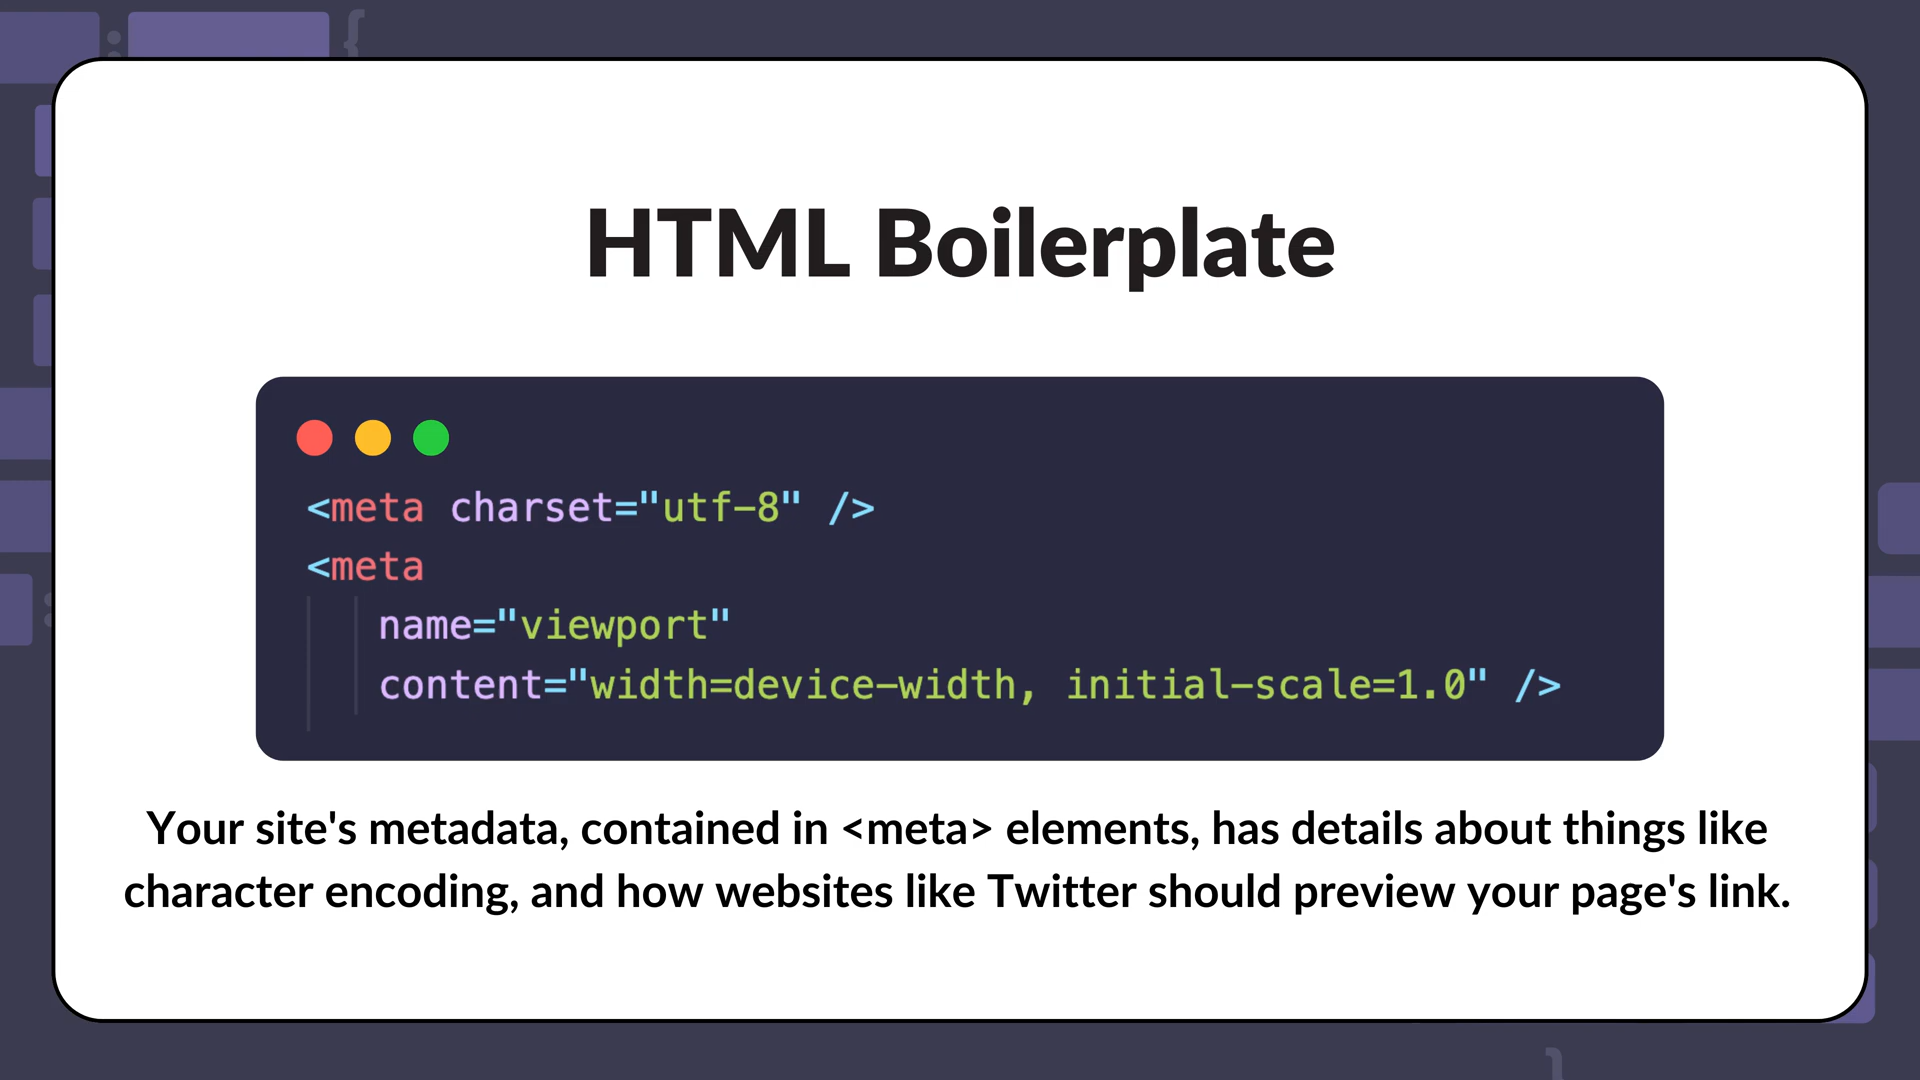 HTML Boilerplate
<meta charset="utf-8" />
<meta
name="viewport"
content="width=device-width, initial-scale=1.0" />
Your site's metadata, contained in <meta> elements, has details about things like
character encoding, and how websites like Twitter should preview your page's link.